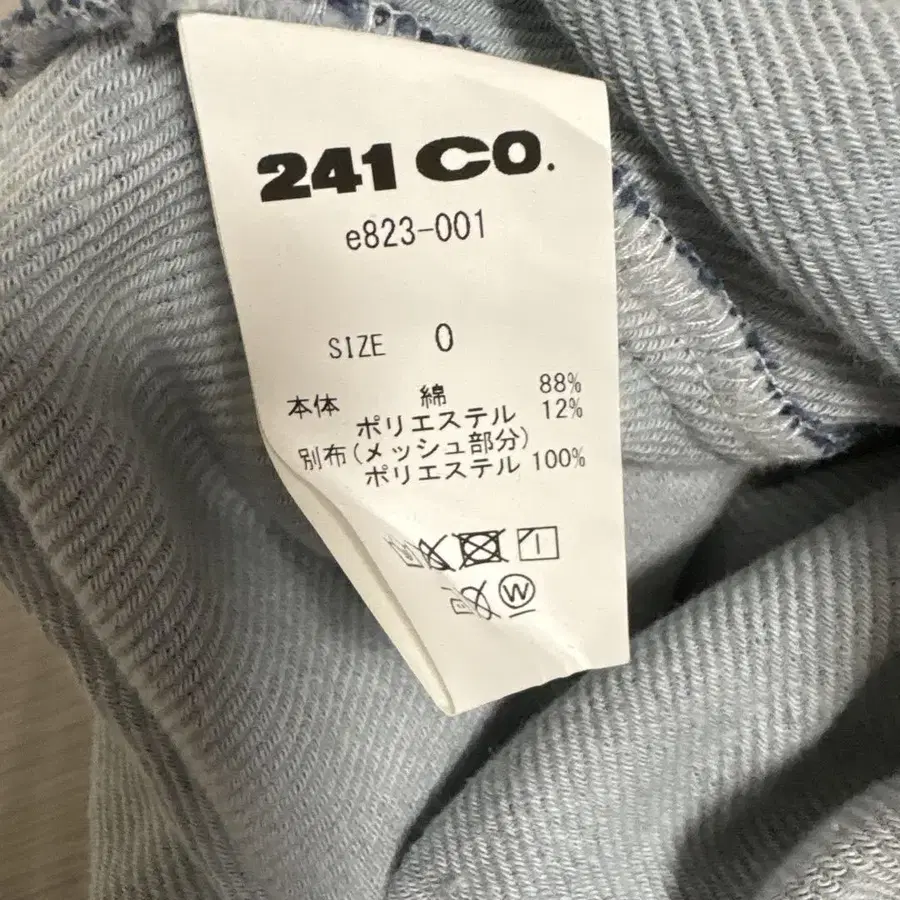 241 CO.
e823-001
SIZE 0
本体 綿 88%
ポリエステル 12%
別布(メッシュ部分)
ポリエステル 100%
W